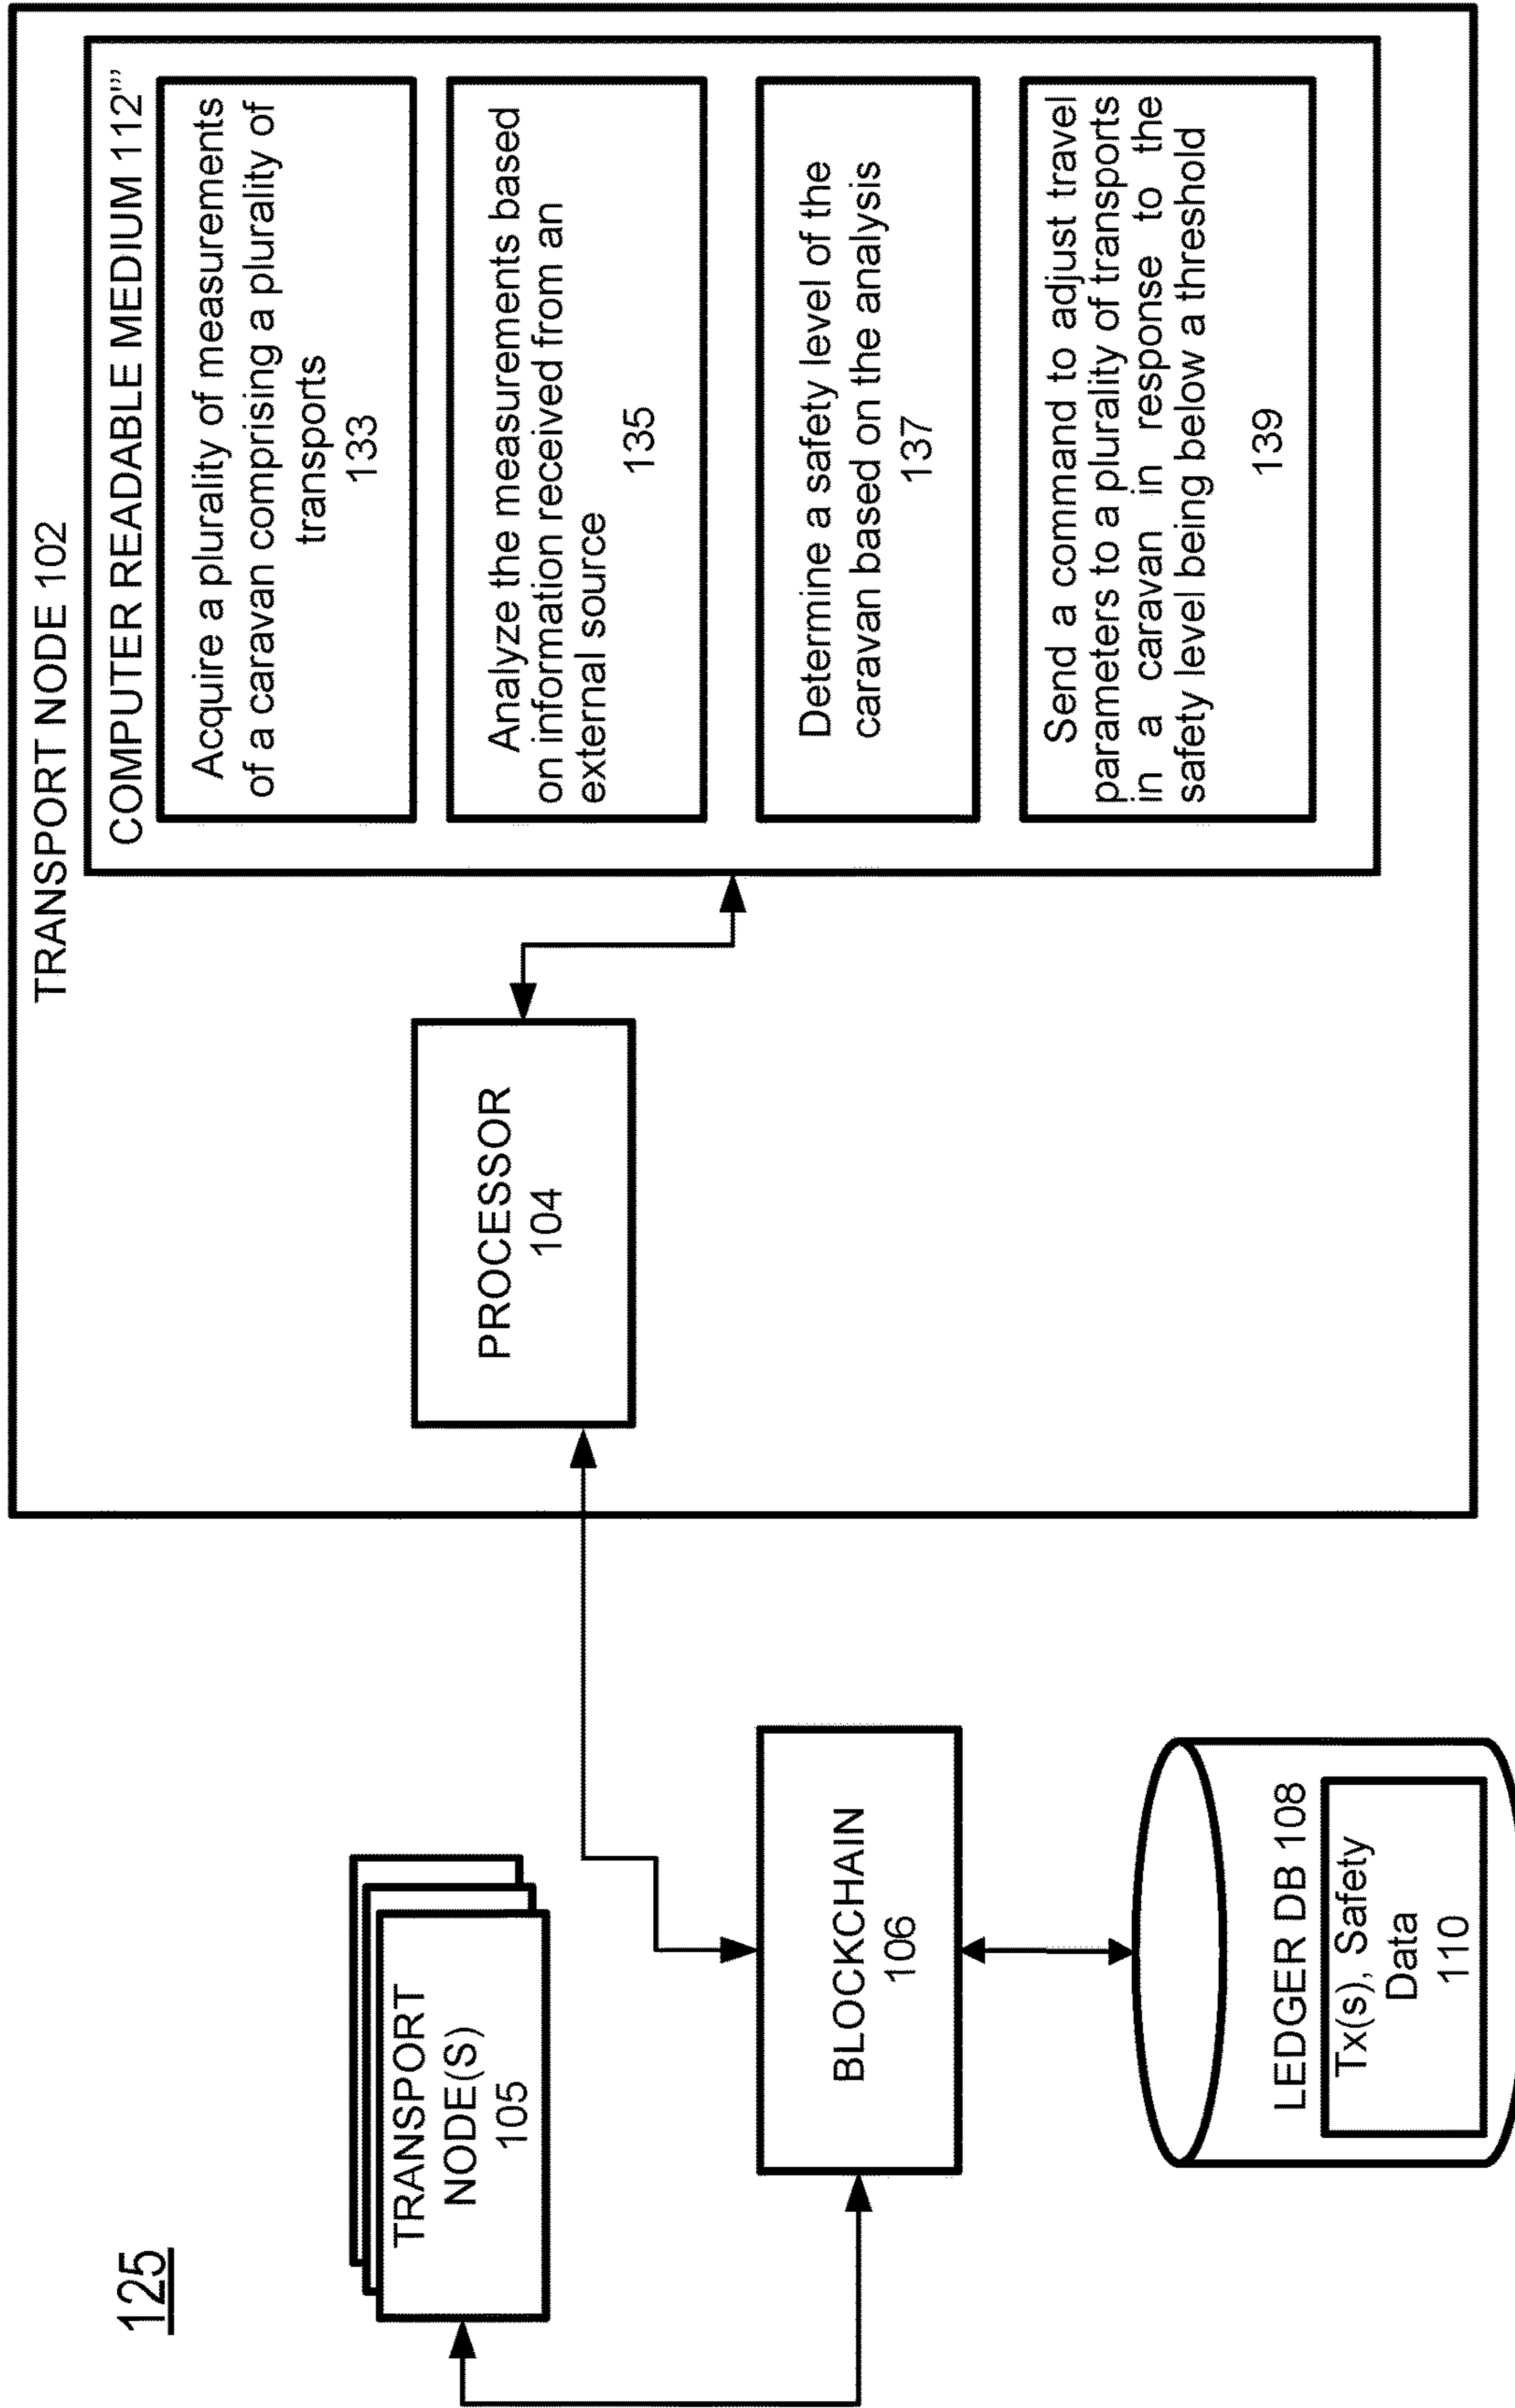 125
TRANSPORT
NODE(S)
105
BLOCKCHAIN
106
LEDGER DB 108
Tx(s), Safety
Data
110
TRANSPORT NODE 102
PROCESSOR
104
COMPUTER READABLE MEDIUM 112"'
Acquire a plurality of measurements
of a caravan comprising a plurality of
transports
133
Analyze the measurements based
on information received from an
external source
135
Determine a safety level of the
caravan based on the analysis
137
Send a command to adjust travel
parameters to a plurality of transports
in a caravan in response to the
safety level being below a threshold
139